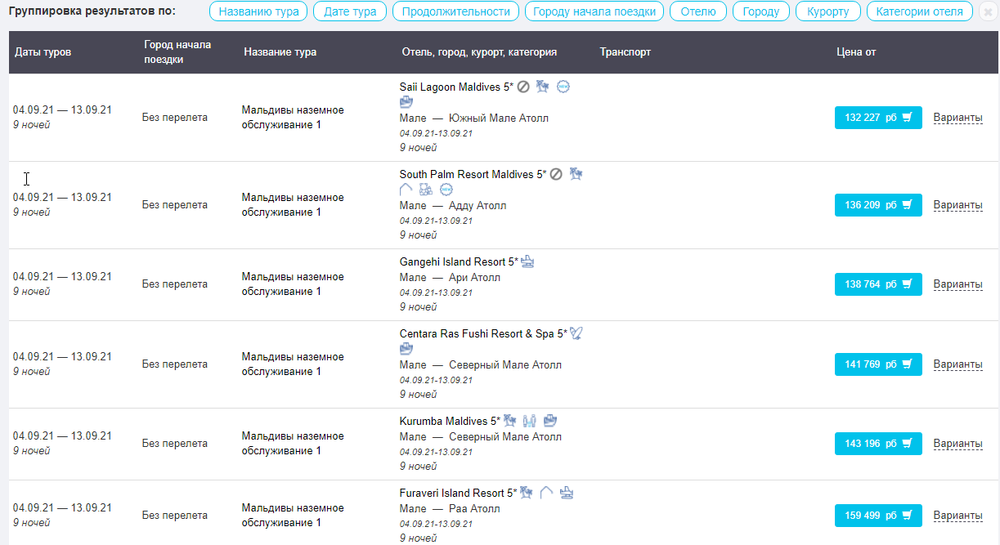 Группировка результатов по: Названию тура Дате тура Продолжительности Городу начала поездки Отелю Городу Курорту Категории отеля
Даты туров Город начала поездки Название тура Отель, город, курорт, категория Транспорт Цена от
Saii Lagoon Maldives 5*
04.09.21 — 13.09.21
9 ночей
Без перелета
Мальдивы наземное
обслуживание 1
Мале — Южный Мале Атолл
04.09.21-13.09.21
9 ночей
132 227 рб Варианты
South Palm Resort Maldives 5*
04.09.21 — 13.09.21
9 ночей
Без перелета
Мальдивы наземное
обслуживание 1
Мале — Адду Атолл
04.09.21-13.09.21
9 ночей
136 209 рб Варианты
Gangehi Island Resort 5*
04.09.21 — 13.09.21
9 ночей
Без перелета
Мальдивы наземное
обслуживание 1
Мале — Ари Атолл
04.09.21-13.09.21
9 ночей
138 764 рб Варианты
Centara Ras Fushi Resort & Spa 5*
04.09.21 — 13.09.21
9 ночей
Без перелета
Мальдивы наземное
обслуживание 1
Мале — Северный Мале Атолл
04.09.21-13.09.21
9 ночей
141 769 рб Варианты
Kurumba Maldives 5*
04.09.21 — 13.09.21
9 ночей
Без перелета
Мальдивы наземное
обслуживание 1
Мале — Северный Мале Атолл
04.09.21-13.09.21
9 ночей
143 196 рб Варианты
Furaveri Island Resort 5*
04.09.21 — 13.09.21
9 ночей
Без перелета
Мальдивы наземное
обслуживание 1
Мале — Раа Атолл
04.09.21-13.09.21
9 ночей
159 499 рб Варианты